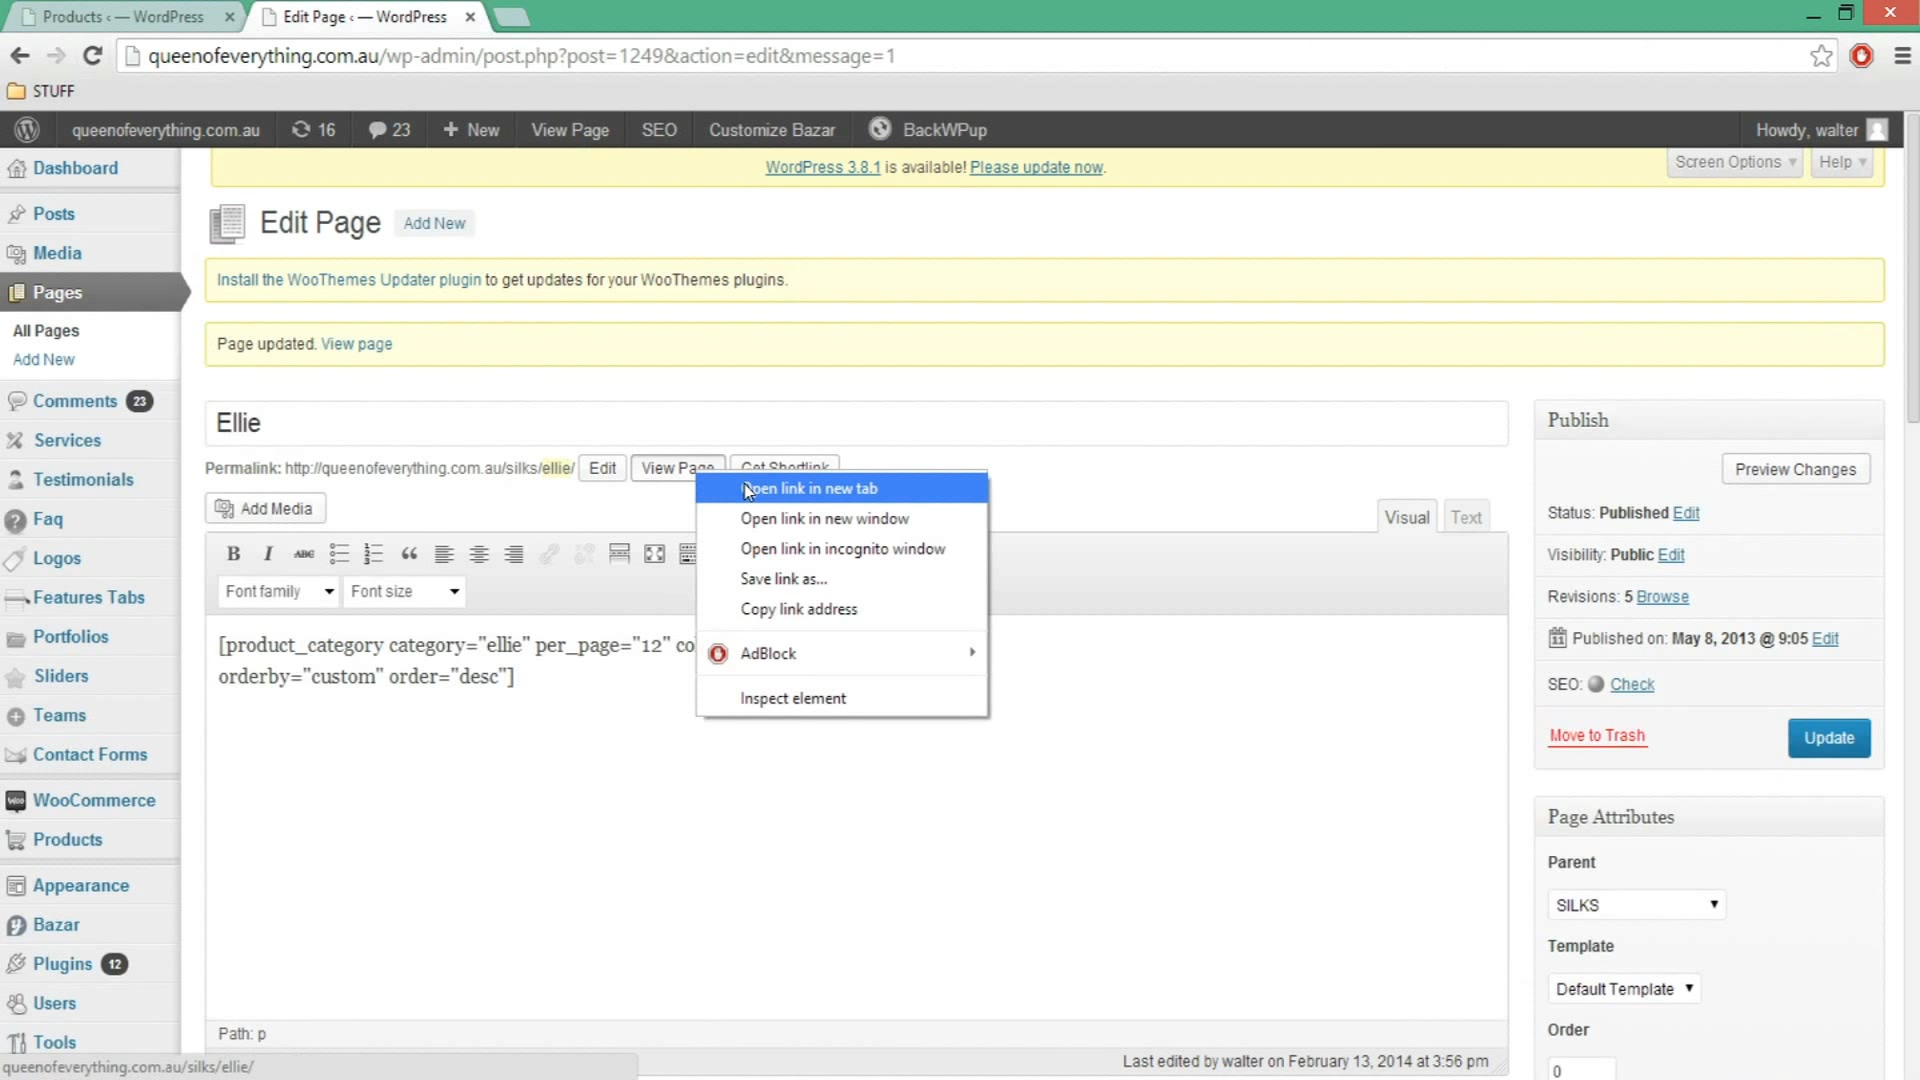 Products ‹ — WordPress
Edit Page ‹ — WordPress
queenofeverything.com.au/wp-admin/post.php?post=1249&action=edit&message=1
STUFF
queenofeverything.com.au 16 23 New View Page SEO Customize Bazar BackWPup Howdy, walter
WordPress 3.8.1 is available! Please update now.
Screen Options Help
Dashboard
Posts
Media
Pages
All Pages
Add New
Comments 23
Services
Testimonials
Faq
Logos
Features Tabs
Portfolios
Sliders
Teams
Contact Forms
WooCommerce
Products
Appearance
Bazar
Plugins 12
Users
Tools
Edit Page Add New
Install the WooThemes Updater plugin to get updates for your WooThemes plugins.
Page updated. View page
Ellie
Permalink: http://queenofeverything.com.au/silks/ellie/ Edit View Page Get Shortlink
Add Media
Visual Text
B I ABC
Font family Font size
[product_category category="ellie" per_page="12" co
orderby="custom" order="desc"]
Open link in new tab
Open link in new window
Open link in incognito window
Save link as...
Copy link address
AdBlock
Inspect element
Path: p
Last edited by walter on February 13, 2014 at 3:56 pm
Publish
Preview Changes
Status: Published Edit
Visibility: Public Edit
Revisions: 5 Browse
Published on: May 8, 2013 @ 9:05 Edit
SEO: Check
Move to Trash Update
Page Attributes
Parent
SILKS
Template
Default Template
Order
0
queenofeverything.com.au/silks/ellie/